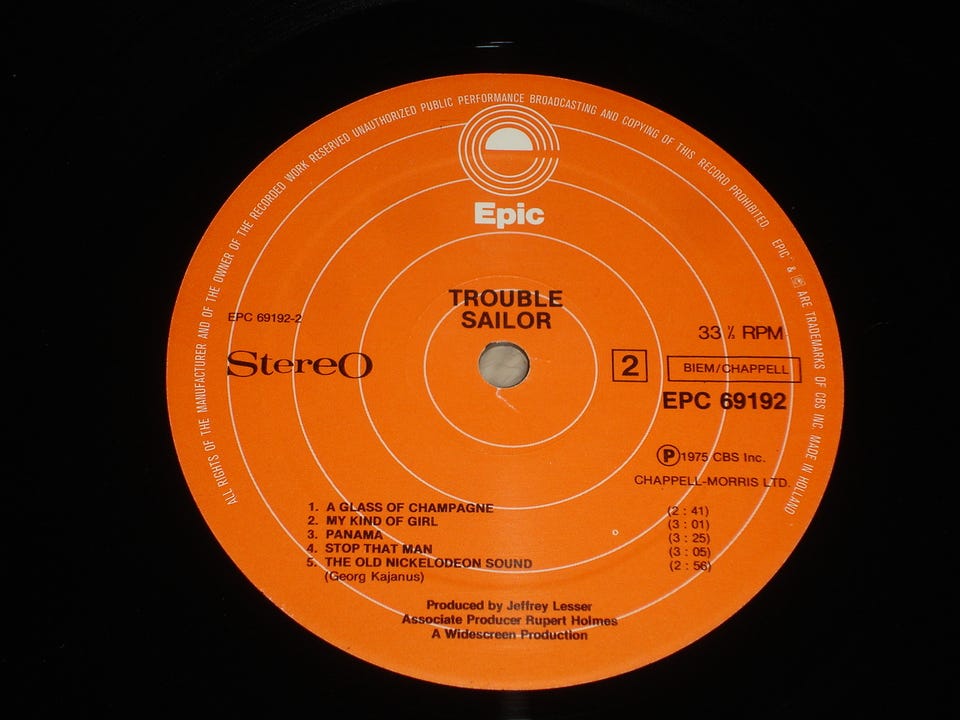 ALL RIGHTS OF THE MANUFACTURER AND OF THE OWNER OF THE RECORDED WORK RESERVED UNAUTHORIZED PUBLIC PERFORMANCE BROADCASTING AND COPYING OF THIS RECORD PROHIBITED. EPIC & ARE TRADEMARKS OF CBS INC. MADE IN HOLLAND
Epic
TROUBLE
SAILOR
EPC 69192-2
Stereo
33⅓ RPM
2
BIEM/CHAPPELL
EPC 69192
Ⓟ1975 CBS Inc.
CHAPPELL-MORRIS LTD.
1. A GLASS OF CHAMPAGNE (2 : 41)
2. MY KIND OF GIRL (3 : 01)
3. PANAMA (3 : 25)
4. STOP THAT MAN (3 : 05)
5. THE OLD NICKELODEON SOUND (2 : 56)
(Georg Kajanus)
Produced by Jeffrey Lesser
Associate Producer Rupert Holmes
A Widescreen Production